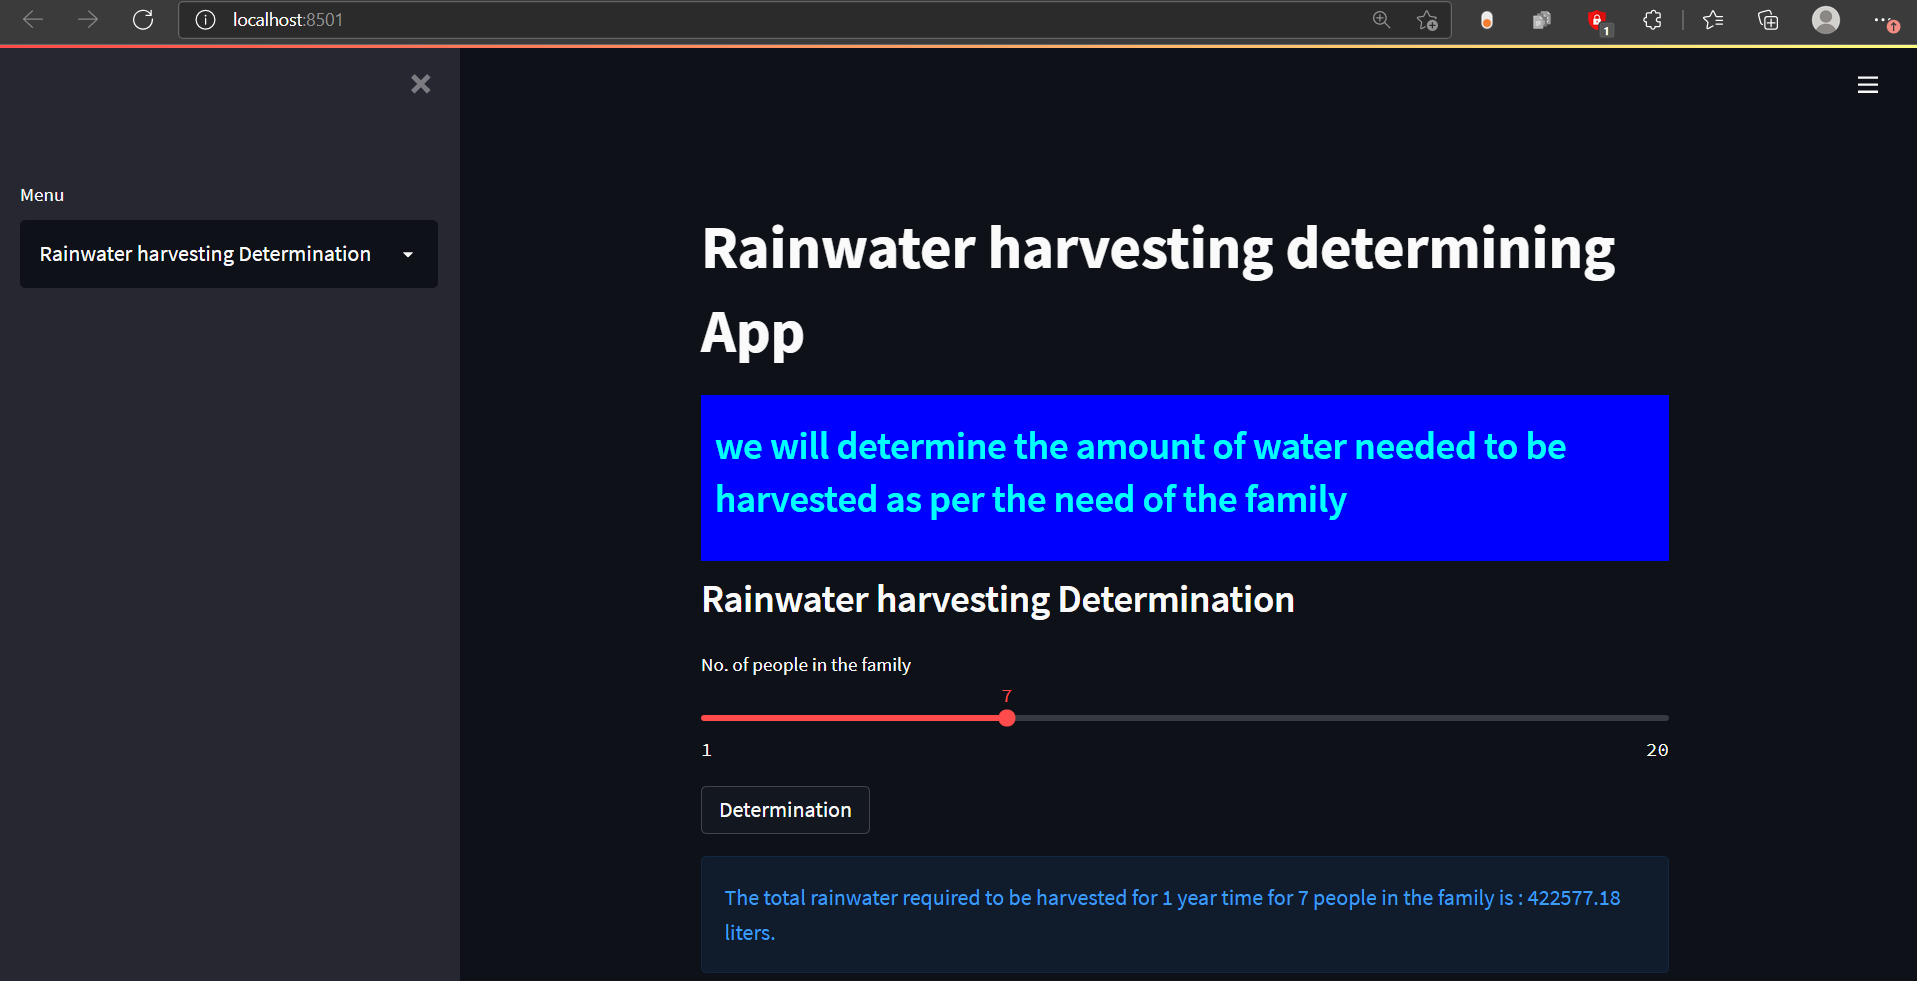 localhost:8501
1
Menu
Rainwater harvesting Determination
Rainwater harvesting determining
App
we will determine the amount of water needed to be
harvested as per the need of the family
Rainwater harvesting Determination
No. of people in the family
7
1 20
Determination
The total rainwater required to be harvested for 1 year time for 7 people in the family is : 422577.18
liters.